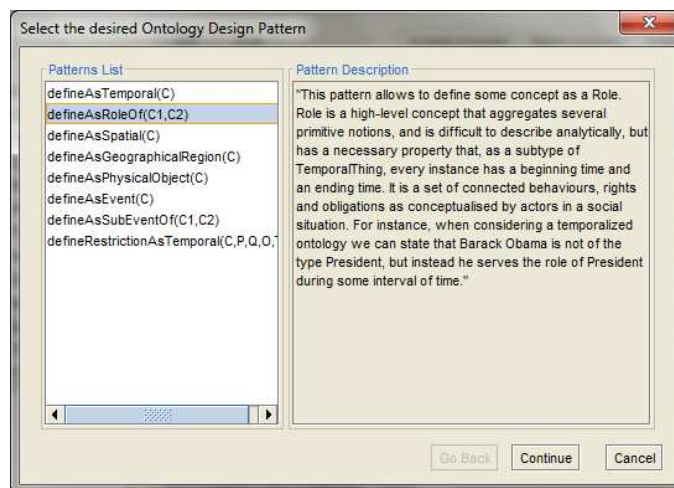 Select the desired Ontology Design Pattern
Patterns List
defineAsTemporal(C)
defineAsRoleOf(C1,C2)
defineAsSpatial(C)
defineAsGeographicalRegion(C)
defineAsPhysicalObject(C)
defineAsEvent(C)
defineAsSubEventOf(C1,C2)
defineRestrictionAsTemporal(C,P,Q,O,
Pattern Description
"This pattern allows to define some concept as a Role.
Role is a high-level concept that aggregates several
primitive notions, and is difficult to describe analytically, but
has a necessary property that, as a subtype of
TemporalThing, every instance has a beginning time and
an ending time. It is a set of connected behaviours, rights
and obligations as conceptualised by actors in a social
situation. For instance, when considering a temporalized
ontology we can state that Barack Obama is not of the
type President, but instead he serves the role of President
during some interval of time."
Go Back
Continue
Cancel